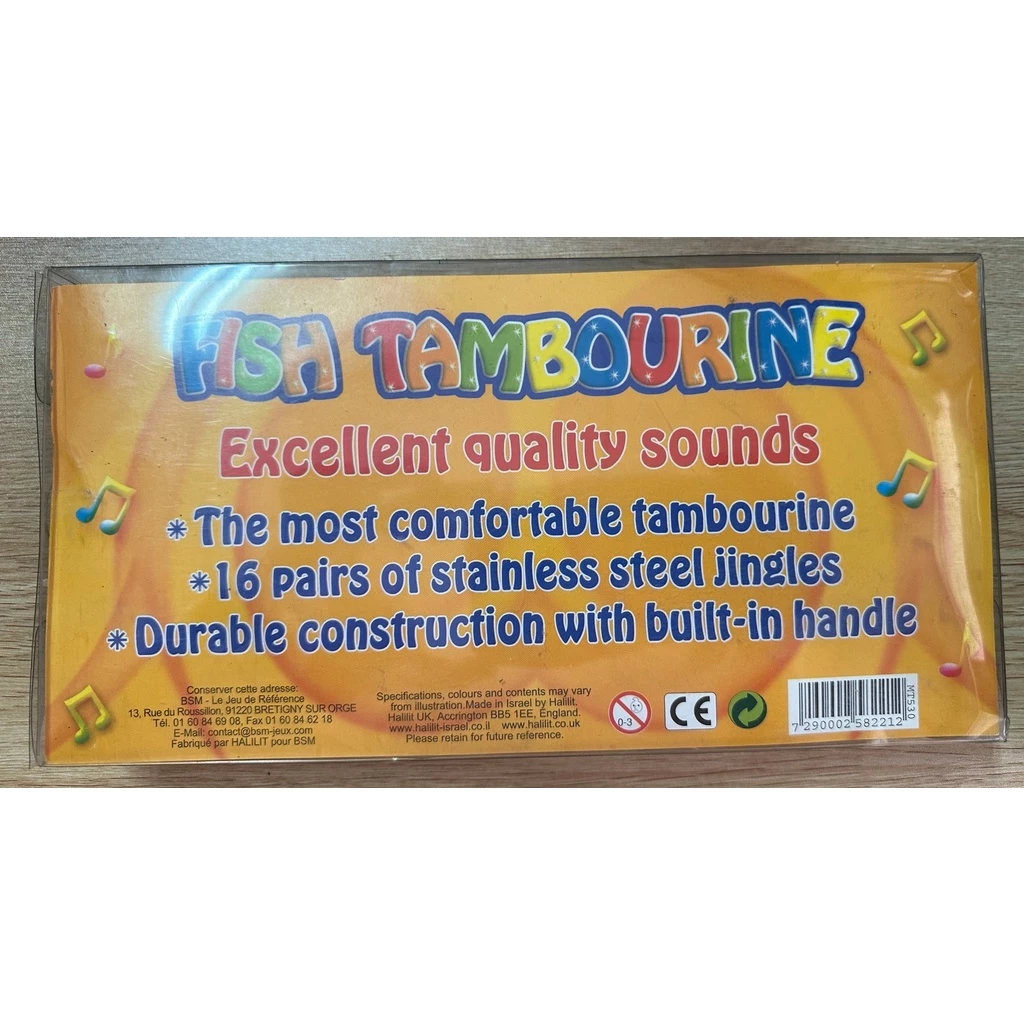 FISH TAMBOURINE
Excellent quality sounds
* The most comfortable tambourine
* 16 pairs of stainless steel jingles
* Durable construction with built-in handle
Conserver cette adresse:
BSM - Le Jeu de Référence
13, Rue du Roussillon, 91220 BRETIGNY SUR ORGE
Tél. 01 60 84 69 08, Fax 01 60 84 62 18
E-Mail: contact@bsm-jeux.com
Fabriqué par HALILIT pour BSM
Specifications, colours and contents may vary
from illustration.Made in Israel by Halilit.
Halilit UK, Accrington BB5 1EE, England.
www.halilit-israel.co.il www.halilit.co.uk
Please retain for future reference.
0-3
CE
MT530
7 290002 582212